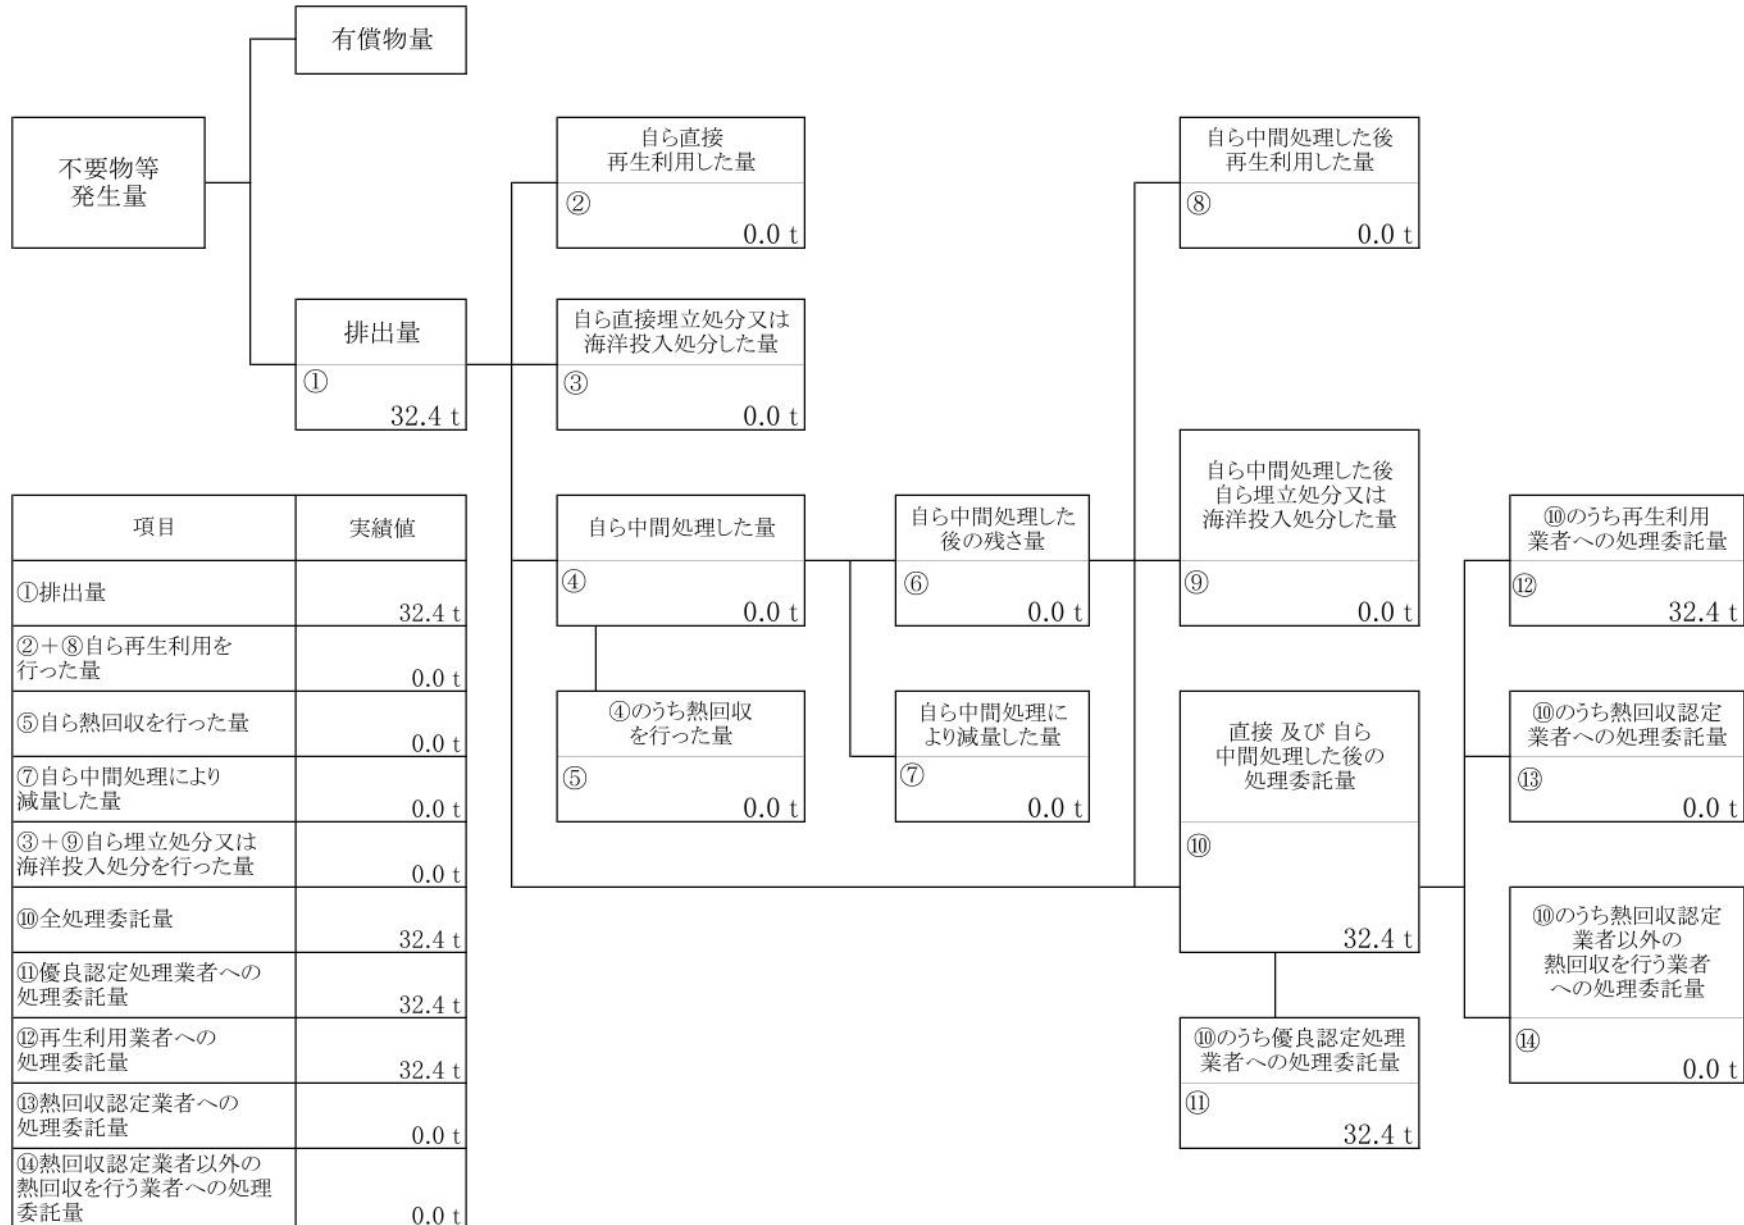 有償物量
不要物等
発生量
自ら直接
再生利用した量
②
0.0 t
自ら中間処理した後
再生利用した量
⑧
0.0 t
排出量
①
32.4 t
自ら直接埋立処分又は
海洋投入処分した量
③
0.0 t
自ら中間処理した量
④
0.0 t
自ら中間処理した
後の残さ量
⑥
0.0 t
自ら中間処理した後
自ら埋立処分又は
海洋投入処分した量
⑨
0.0 t
⑩のうち再生利用
業者への処理委託量
⑫
32.4 t
④のうち熱回収
を行った量
⑤
0.0 t
自ら中間処理に
より減量した量
⑦
0.0 t
直接 及び 自ら
中間処理した後の
処理委託量
⑩
32.4 t
⑩のうち熱回収認定
業者への処理委託量
⑬
0.0 t
⑩のうち熱回収認定
業者以外の
熱回収を行う業者
への処理委託量
⑭
0.0 t
⑩のうち優良認定処理
業者への処理委託量
⑪
32.4 t
項目 実績値
①排出量
32.4 t
②+⑧自ら再生利用を
行った量
0.0 t
⑤自ら熱回収を行った量
0.0 t
⑦自ら中間処理により
減量した量
0.0 t
③+⑨自ら埋立処分又は
海洋投入処分を行った量
0.0 t
⑩全処理委託量
32.4 t
⑪優良認定処理業者への
処理委託量
32.4 t
⑫再生利用業者への
処理委託量
32.4 t
⑬熱回収認定業者への
処理委託量
0.0 t
⑭熱回収認定業者以外の
熱回収を行う業者への処理
委託量
0.0 t